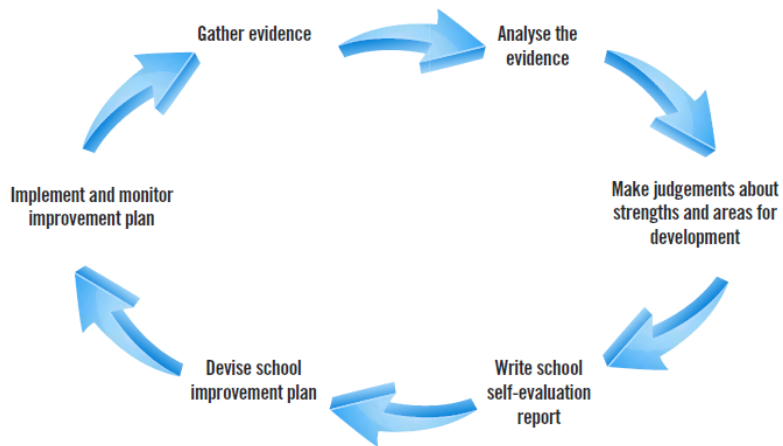 Gather evidence
Analyse the
evidence
Make judgements about
strengths and areas for
development
Write school
self-evaluation
report
Devise school
improvement plan
Implement and monitor
improvement plan